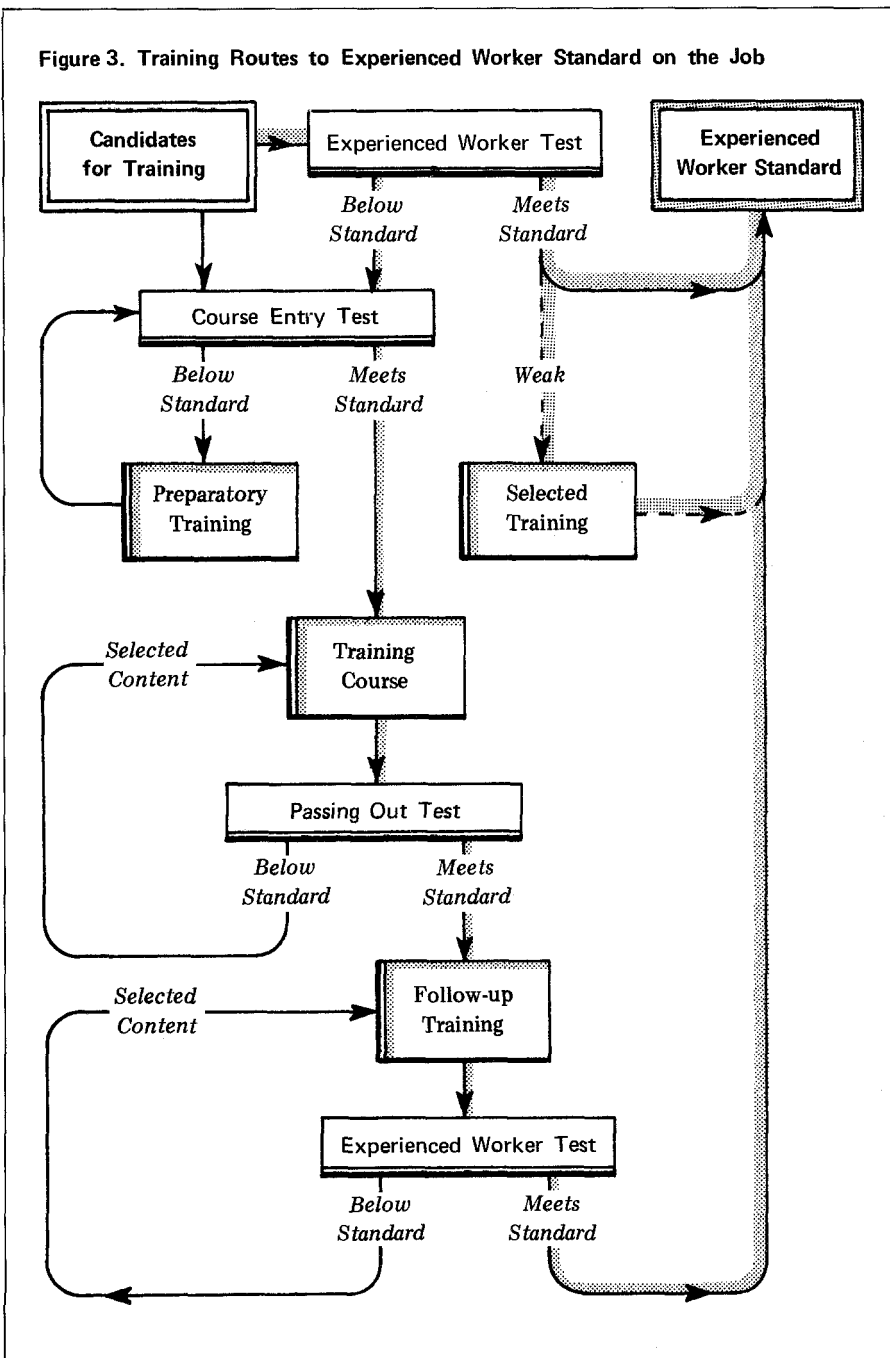 Figure 3. Training Routes to Experienced Worker Standard on the Job
Candidates
for Training
Experienced Worker Test
Experienced
Worker Standard
Below
Standard
Meets
Standard
Course Entry Test
Below
Standard
Meets
Standard
Weak
Preparatory
Training
Selected
Training
Selected
Content
Training
Course
Passing Out Test
Below
Standard
Meets
Standard
Selected
Content
Follow-up
Training
Experienced Worker Test
Below
Standard
Meets
Standard